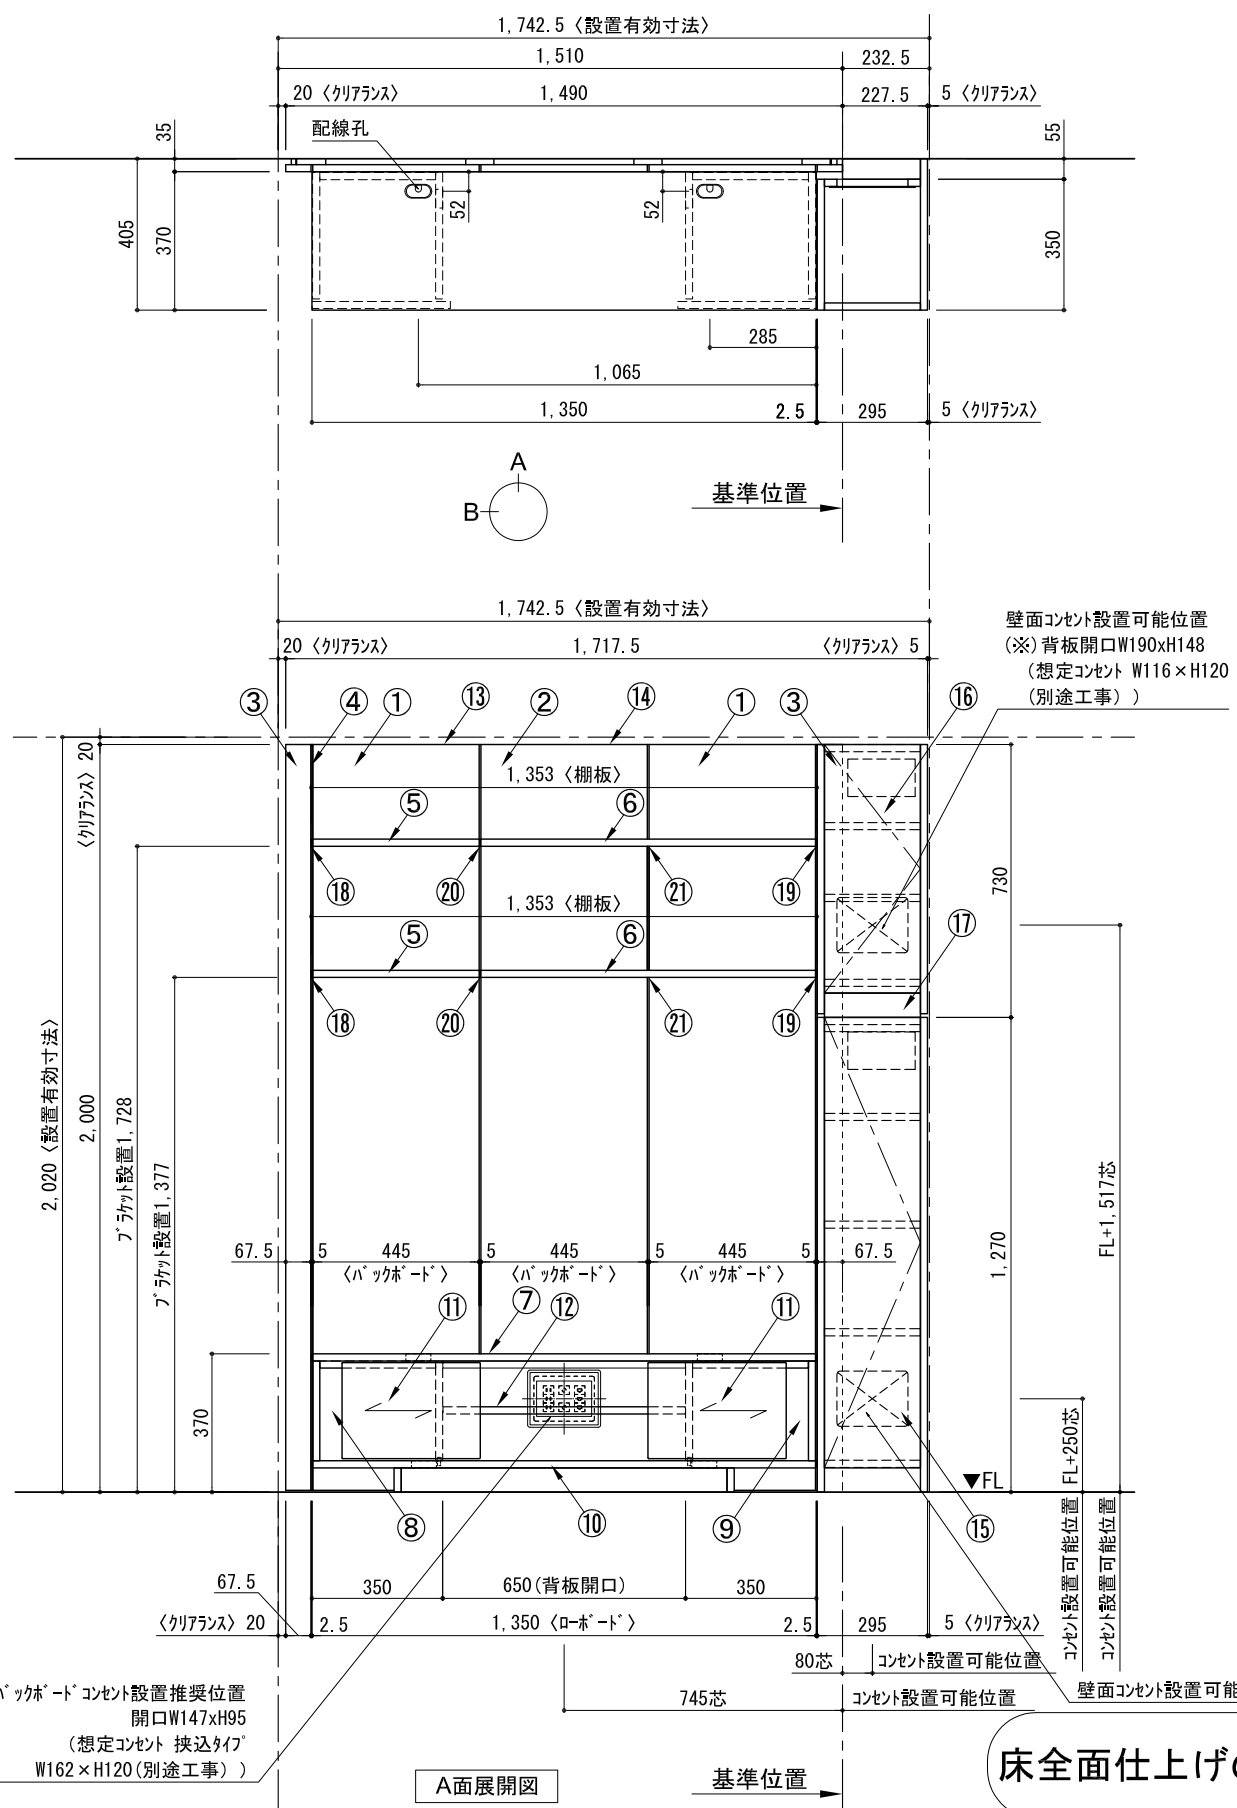 1,742.5〈設置有効寸法〉
1,510
232.5
20〈クリアランス〉
1,490
227.5
5〈クリアランス〉
配線孔
35
55
405
370
52
52
350
285
1,065
1,350
2.5
295
5〈クリアランス〉
A
B
基準位置
1,742.5〈設置有効寸法〉
20〈クリアランス〉
1,717.5
〈クリアランス〉5
壁面コンセント設置可能位置
(※)背板開口W190xH148
(想定コンセント W116×H120
(別途工事))
③
④
①
⑬
②
⑭
①
③
⑯
〈クリアランス〉20
1,353〈棚板〉
⑤
⑥
⑱
⑳
㉑
⑲
730
1,353〈棚板〉
⑤
⑥
⑰
⑱
⑳
㉑
⑲
2,020〈設置有効寸法〉
2,000
ブラケット設置1,728
ブラケット設置1,377
FL+1,517芯
1,270
67.5
5
445
5
445
5
445
5
67.5
〈バックボード〉
〈バックボード〉
〈バックボード〉
⑪
⑦
⑫
⑪
370
FL+250芯
▼FL
⑧
⑩
⑨
⑮
コンセント設置可能位置
コンセント設置可能位置
67.5
350
650(背板開口)
350
〈クリアランス〉20
2.5
1,350〈ローボード〉
2.5
295
5〈クリアランス〉
80芯
コンセント設置可能位置
745芯
コンセント設置可能位置
壁面コンセント設置可能
バックボードコンセント設置推奨位置
開口W147xH95
(想定コンセント 挟込タイプ
W162×H120(別途工事))
A面展開図
基準位置
床全面仕上げ